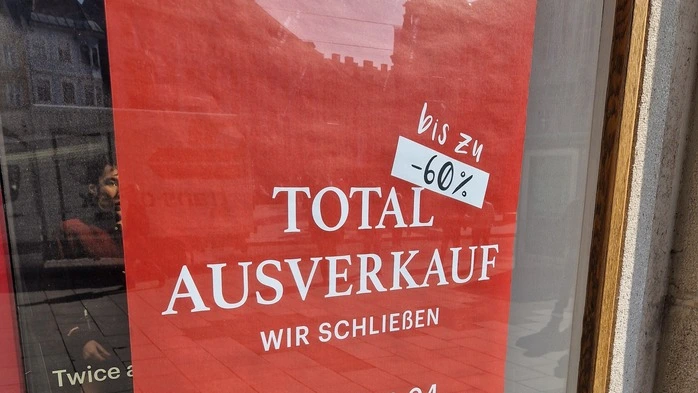 bis zu
-60%
TOTAL
AUSVERKAUF
WIR SCHLIEßEN
Twice